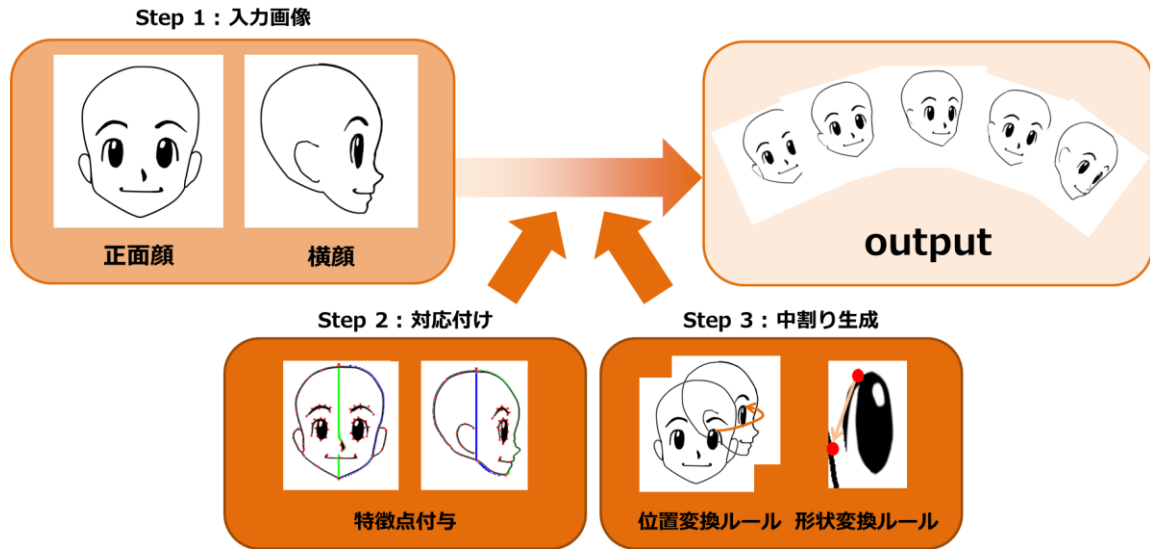 Step 1 : 入力画像
正面顔
横顔
output
Step 2 : 対応付け
特徴点付与
Step 3 : 中割り生成
位置変換ルール
形状変換ルール